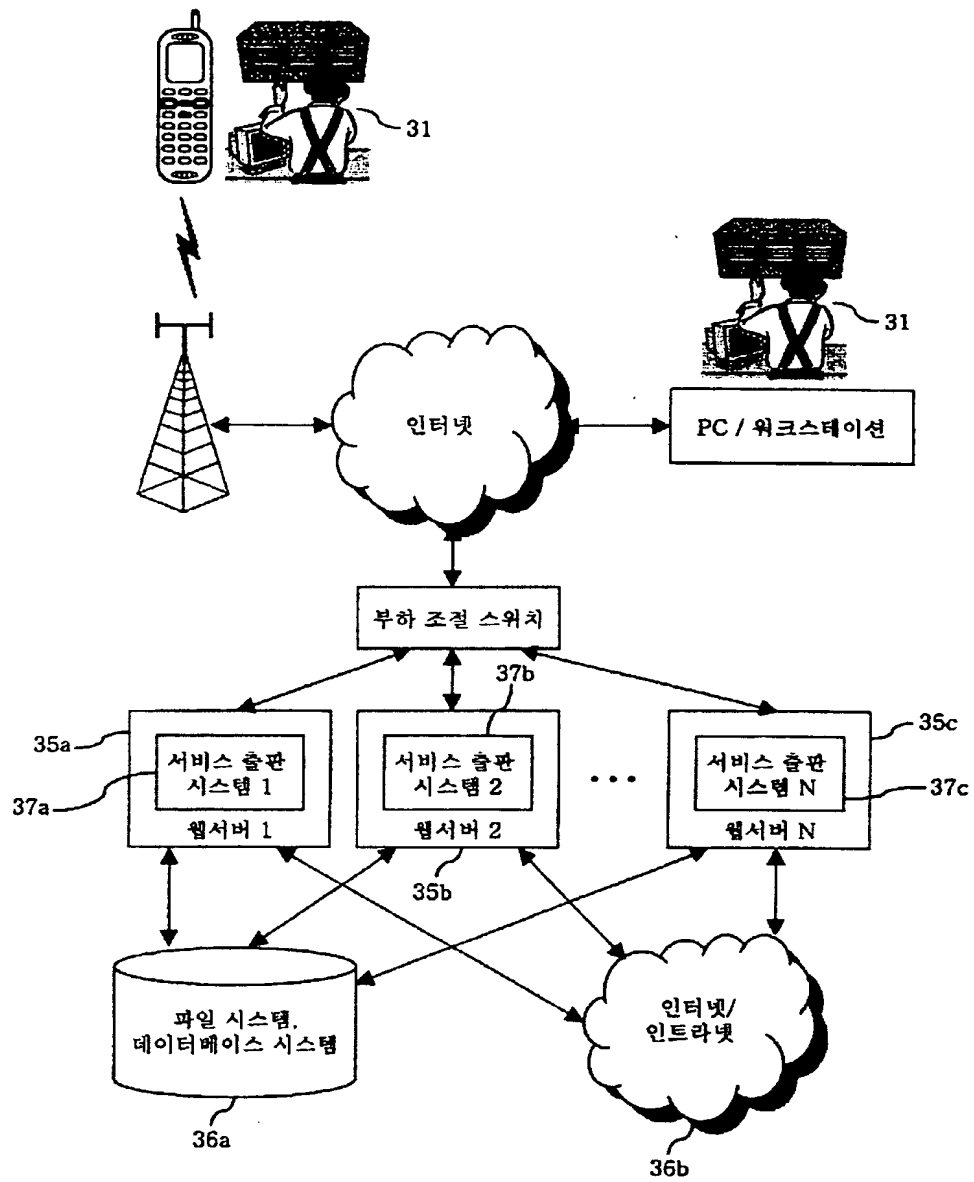 31
31
인터넷
PC / 워크스테이션
부하 조절 스위치
37b
35a
35c
서비스 출판
시스템 1
서비스 출판
시스템 2
...
서비스 출판
시스템 N
37a
37c
웹서버 1
웹서버 2
웹서버 N
35b
파일 시스템,
데이터베이스 시스템
인터넷/
인트라넷
36a
36b